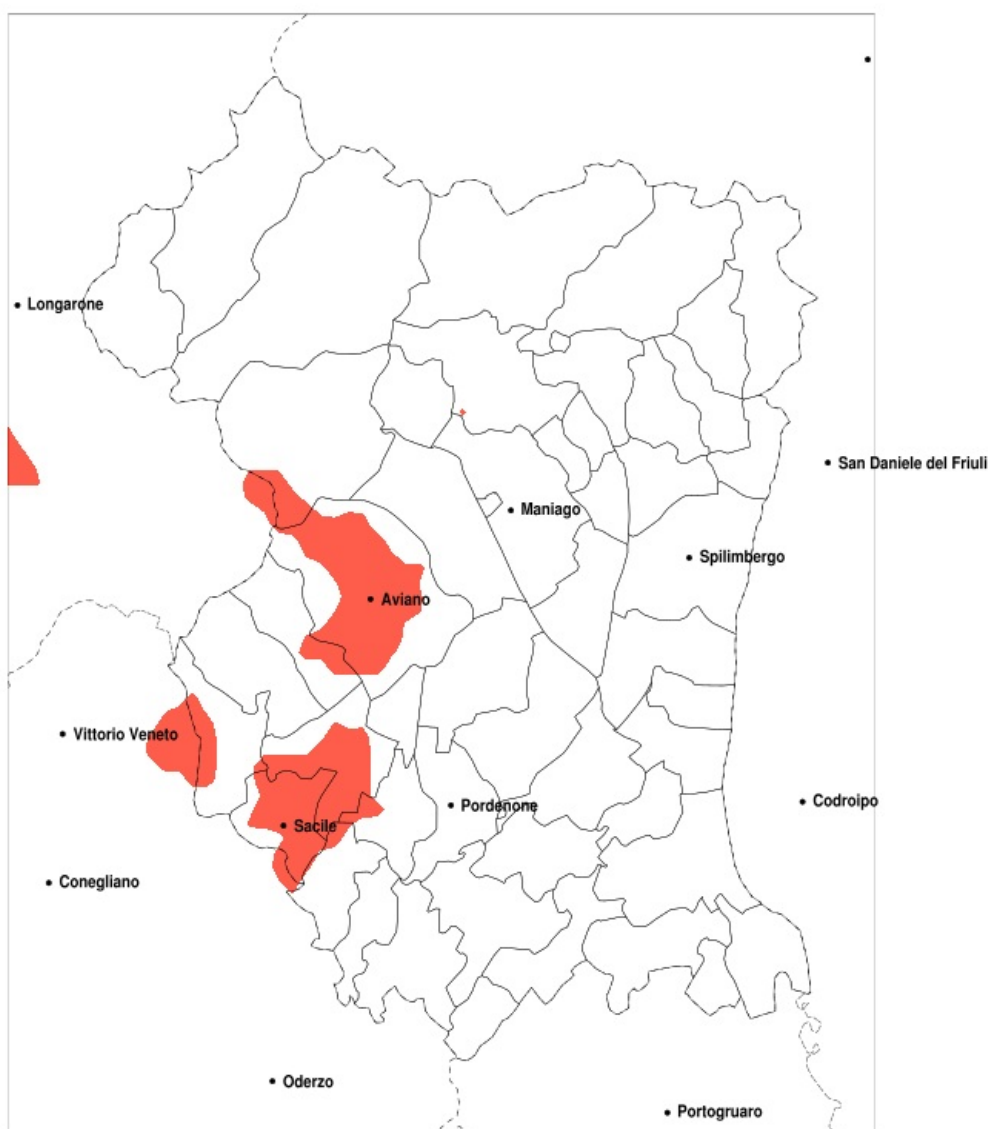 Longarone
San Daniele del Friuli
Maniago
Spilimbergo
Aviano
Vittorio Veneto
Codroipo
Pordenone
Sacile
Conegliano
Oderzo
Portogruaro